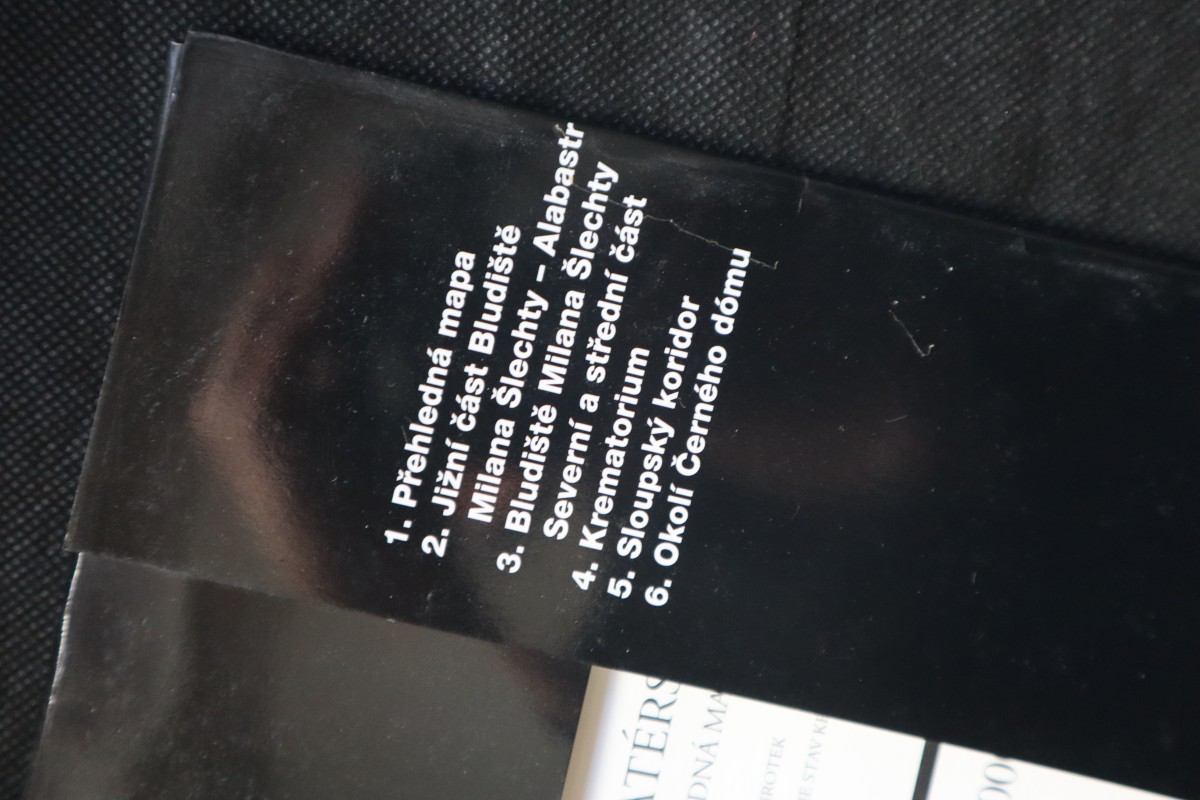 1. Přehledná mapa
2. Jižní část Bludiště
Milana Šlechty – Alabastr
3. Bludiště Milana Šlechty
Severní a střední část
4. Krematorium
5. Sloupský koridor
6. Okolí Černého dómu